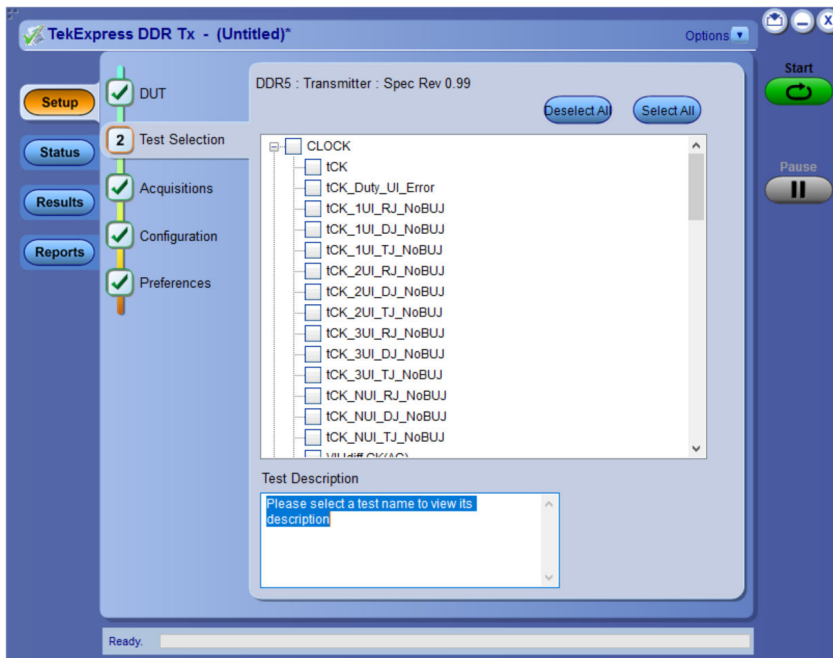 TekExpress DDR Tx - (Untitled)*
Options
Start
Pause
Setup
Status
Results
Reports
DUT
2 Test Selection
Acquisitions
Configuration
Preferences
DDR5 : Transmitter : Spec Rev 0.99
Deselect All
Select All
CLOCK
tCK
tCK_Duty_UI_Error
tCK_1UI_RJ_NoBUJ
tCK_1UI_DJ_NoBUJ
tCK_1UI_TJ_NoBUJ
tCK_2UI_RJ_NoBUJ
tCK_2UI_DJ_NoBUJ
tCK_2UI_TJ_NoBUJ
tCK_3UI_RJ_NoBUJ
tCK_3UI_DJ_NoBUJ
tCK_3UI_TJ_NoBUJ
tCK_NUI_RJ_NoBUJ
tCK_NUI_DJ_NoBUJ
tCK_NUI_TJ_NoBUJ
Test Description
Please select a test name to view its
description
Ready.